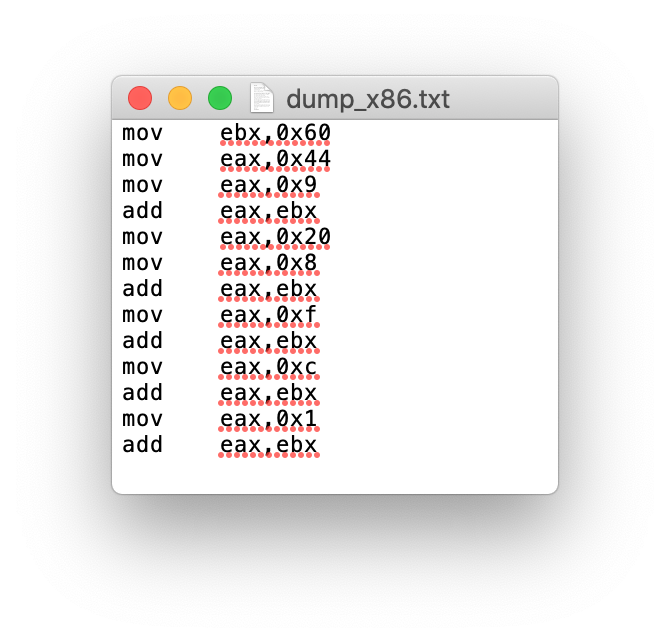 dump_x86.txt
mov ebx,0x60
mov eax,0x44
mov eax,0x9
add eax,ebx
mov eax,0x20
mov eax,0x8
add eax,ebx
mov eax,0xf
add eax,ebx
mov eax,0xc
add eax,ebx
mov eax,0x1
add eax,ebx